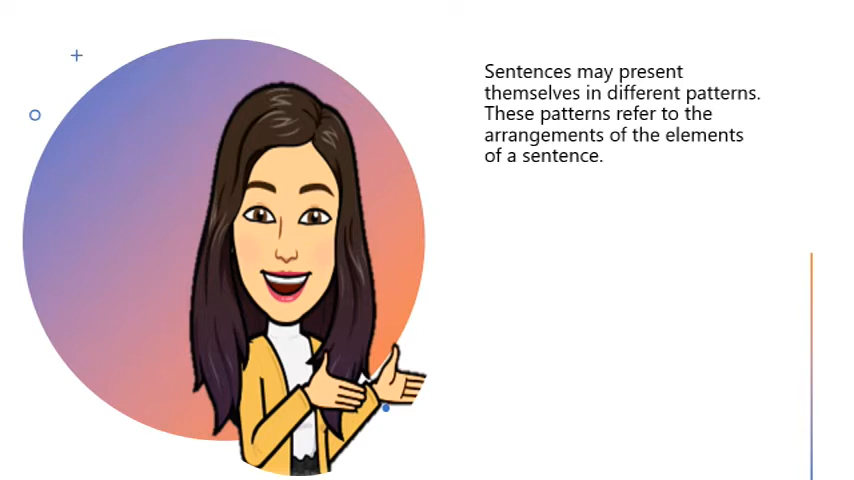 Sentences may present
themselves in different patterns.
These patterns refer to the
arrangements of the elements
of a sentence.